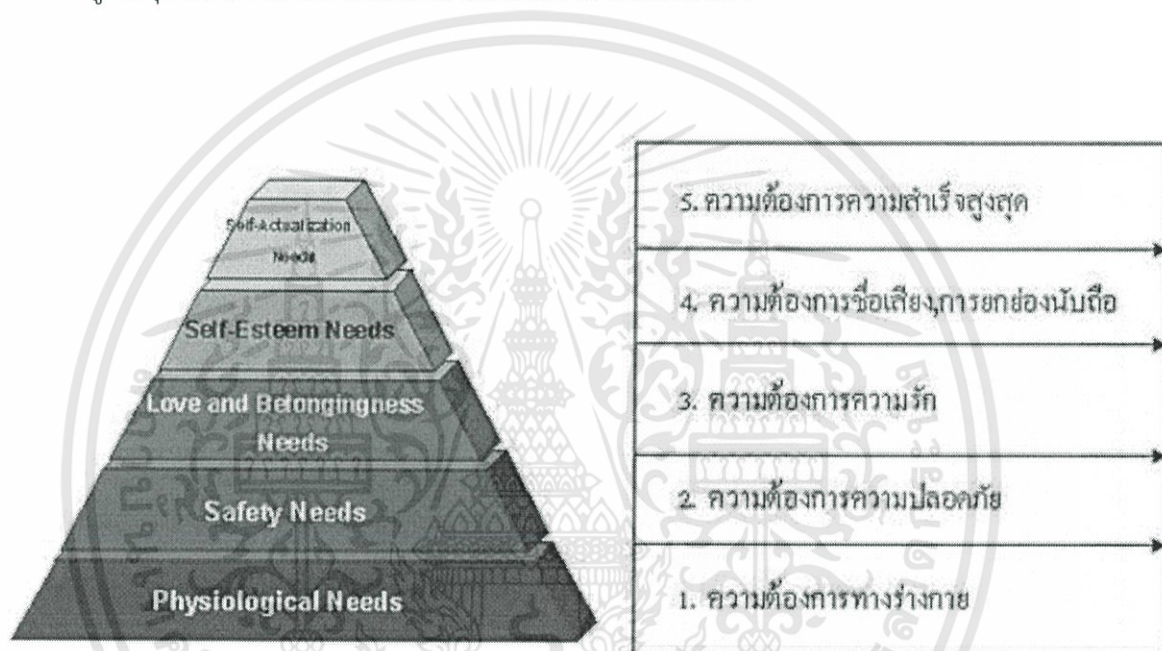 Self-Actualization
Needs
Self-Esteem Needs
Love and Belongingness
Needs
Safety Needs
Physiological Needs
5. ความต้องการความสำเร็จสูงสุด
4. ความต้องการชื่อเสียง,การยกย่องนับถือ
3. ความต้องการความรัก
2. ความต้องการความปลอดภัย
1. ความต้องการทางร่างกาย